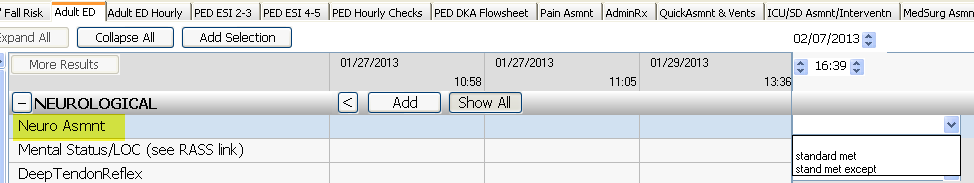 Fall Risk Adult ED Adult ED Hourly PED ESI 2-3 PED ESI 4-5 PED Hourly Checks PED DKA Flowsheet Pain Asmnt AdminRx QuickAsmnt & Vents ICU/SD Asmnt/Interventn MedSurg Asmn
Expand All Collapse All Add Selection 02/07/2013
More Results 01/27/2013 01/27/2013 01/29/2013 16:39
10:58 11:05 13:36
− NEUROLOGICAL < Add Show All
Neuro Asmnt
Mental Status/LOC (see RASS link) standard met
DeepTendonReflex stand met except